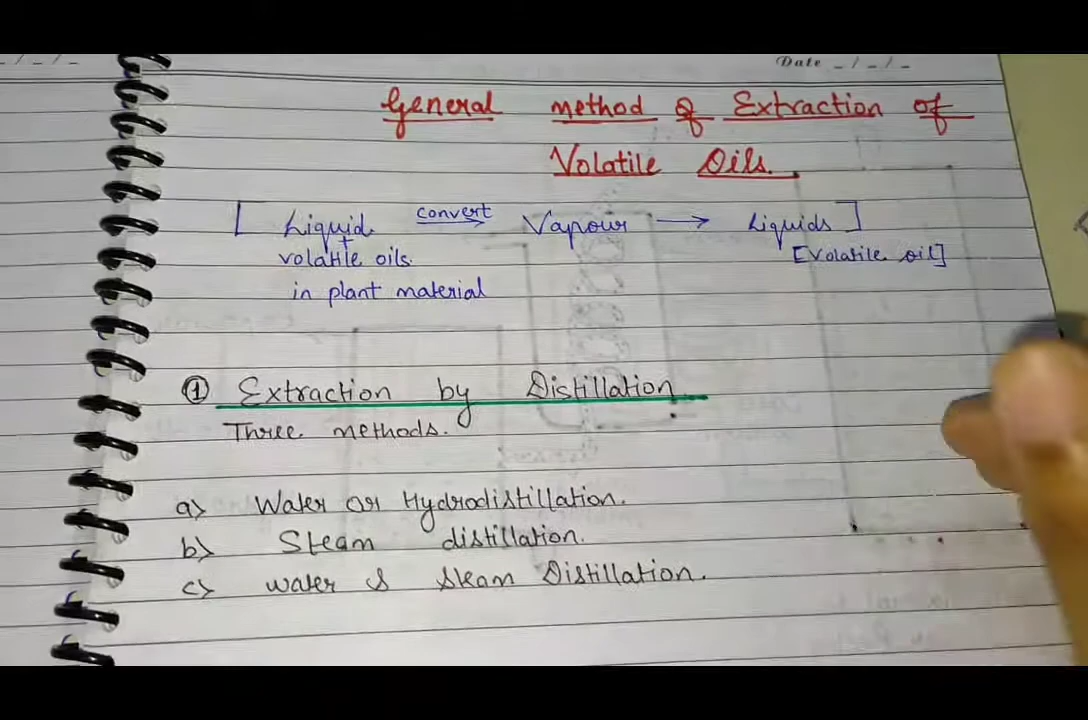 _ / _ / _
Date _ / _ / _
General method of Extraction of
Volatile Oils.
[ Liquid convert → Vapour → Liquids ]
+
volatile oils. [Volatile oil]
in plant material
① Extraction by Distillation
Three methods.
a) Water or Hydrodistillation.
b) Steam distillation.
c) water & steam Distillation.